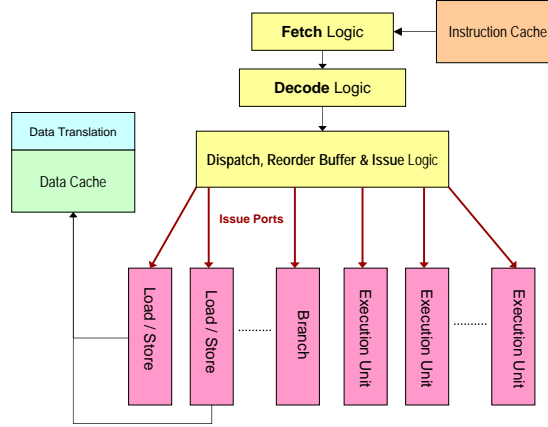 Fetch Logic
Instruction Cache
Decode Logic
Data Translation
Data Cache
Dispatch, Reorder Buffer & Issue Logic
Issue Ports
Load / Store
Load / Store
..........
Branch
Execution Unit
Execution Unit
..........
Execution Unit